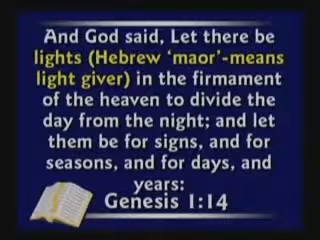 And God said, Let there be
lights (Hebrew ‘maor’-means
light giver) in the firmament
of the heaven to divide the
day from the night; and let
them be for signs, and for
seasons, and for days, and
years:
Genesis 1:14